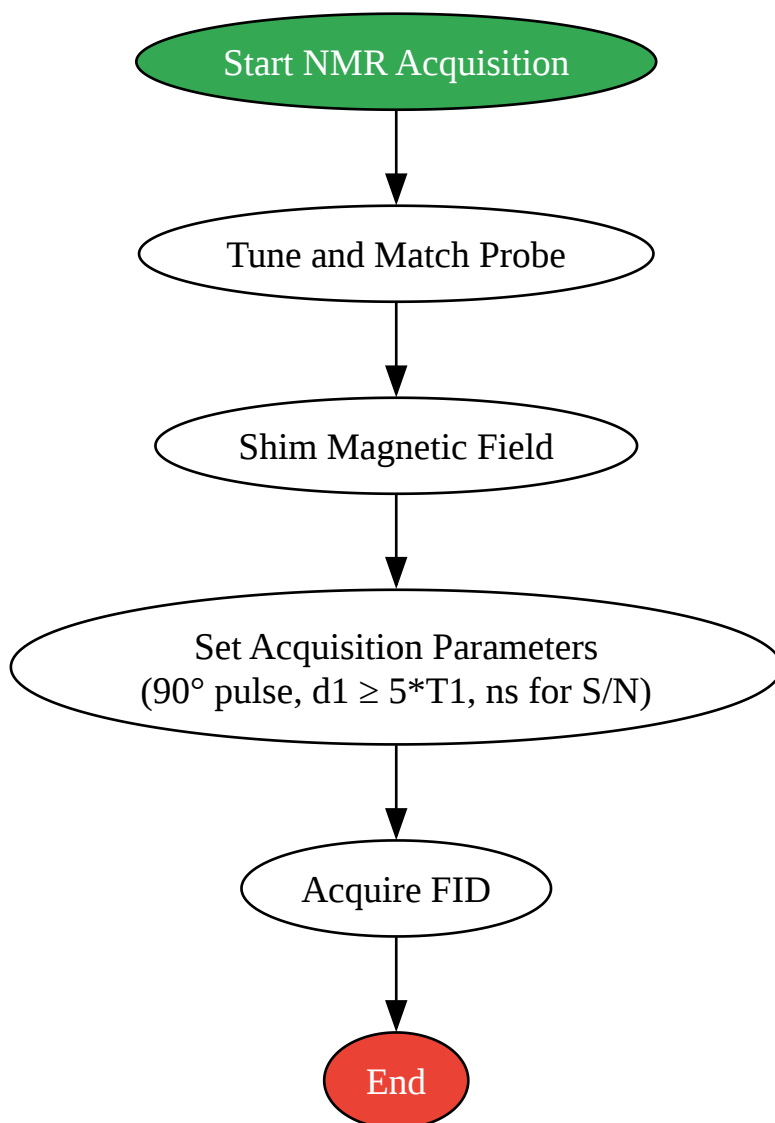 Start NMR Acquisition
Tune and Match Probe
Shim Magnetic Field
Set Acquisition Parameters
(90° pulse, d1 ≥ 5*T1, ns for S/N)
Acquire FID
End